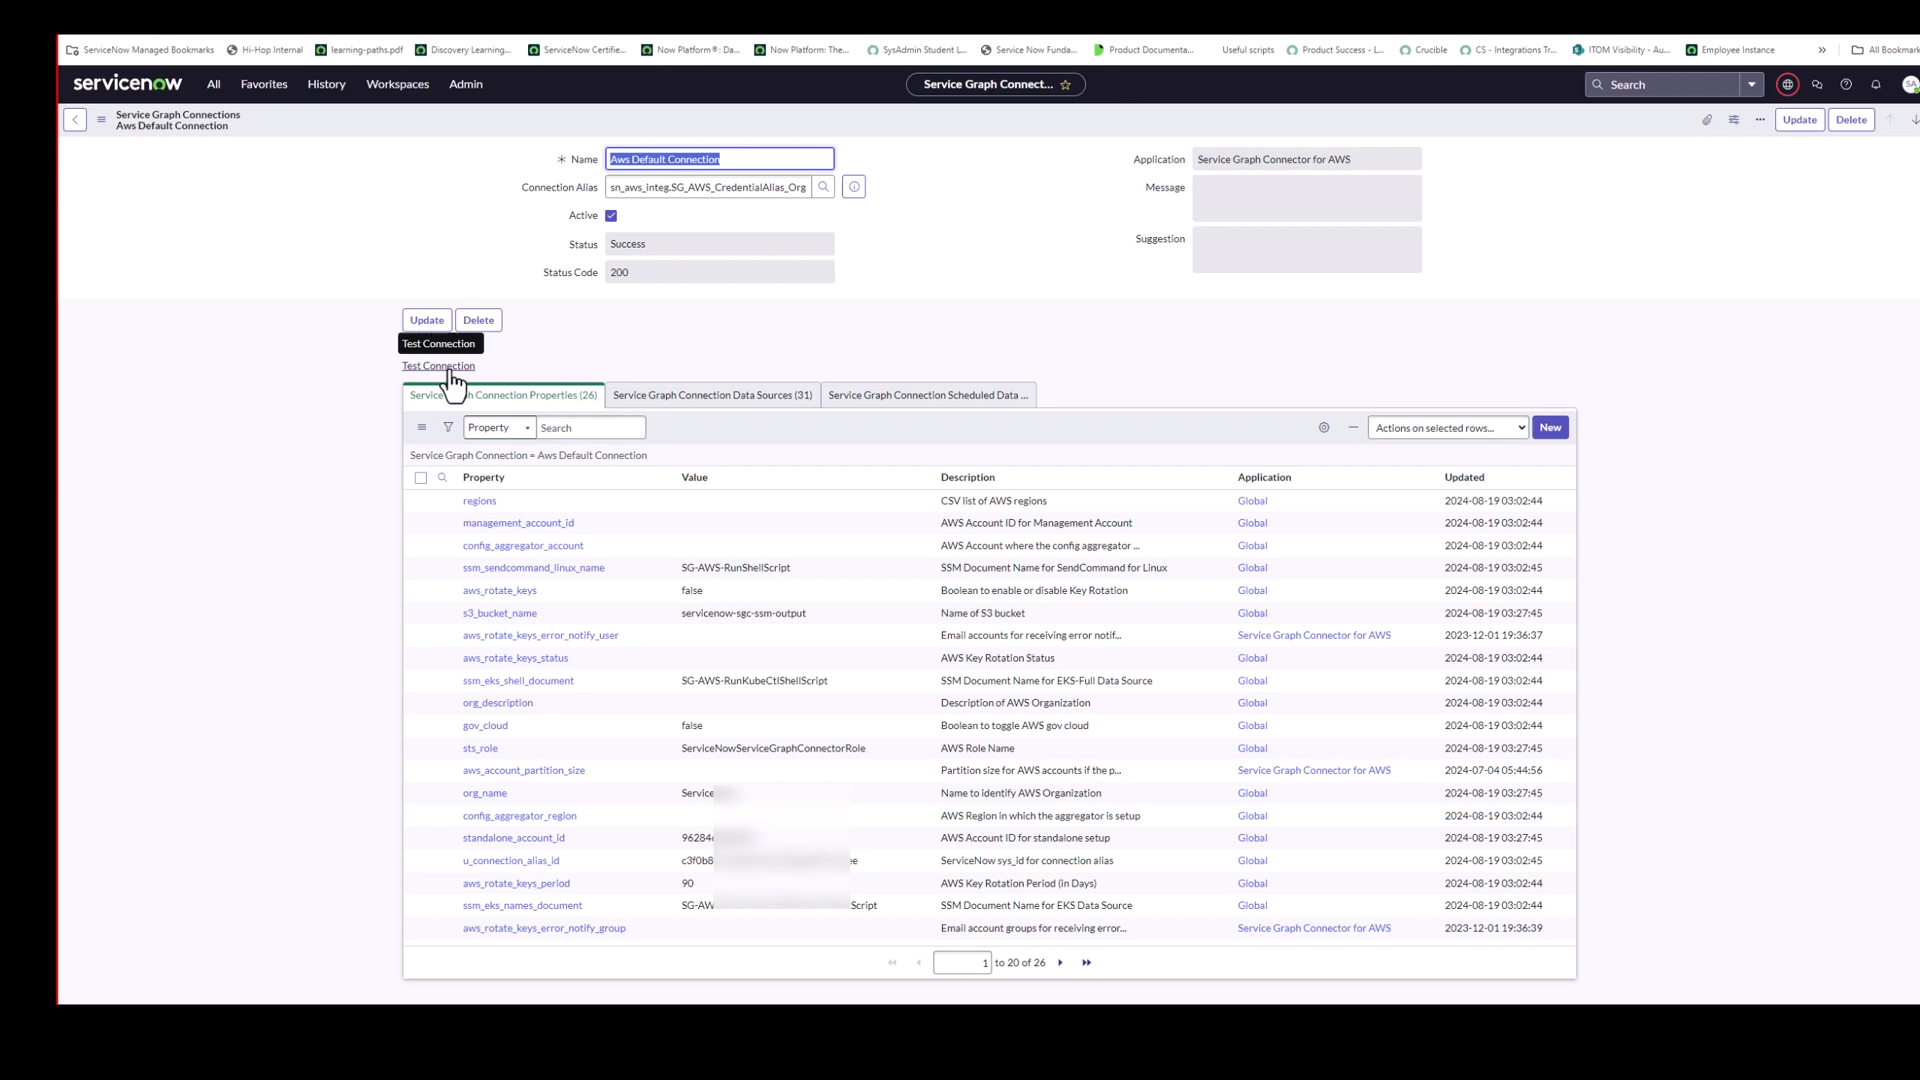 ServiceNow Managed Bookmarks Hi-Hop Internal learning-paths.pdf Discovery Learning... ServiceNow Certifie... Now Platform®: Da... Now Platform: The... SysAdmin Student L... Service Now Funda... Product Documenta... Useful scripts Product Success - L... Crucible CS - Integrations Tr... ITOM Visibility - Au... Employee Instance » All Bookmark
servicenow All Favorites History Workspaces Admin Service Graph Connect... Search SA
Service Graph Connections
Aws Default Connection
Update Delete
Name Aws Default Connection Application Service Graph Connector for AWS
Connection Alias sn_aws_integ.SG_AWS_CredentialAlias_Org Message
Active
Status Success Suggestion
Status Code 200
Update Delete
Test Connection
Test Connection
Service h Connection Properties (26) Service Graph Connection Data Sources (31) Service Graph Connection Scheduled Data ...
Property Search Actions on selected rows... New
Service Graph Connection = Aws Default Connection
Property Value Description Application Updated
regions CSV list of AWS regions Global 2024-08-19 03:02:44
management_account_id AWS Account ID for Management Account Global 2024-08-19 03:02:44
config_aggregator_account AWS Account where the config aggregator ... Global 2024-08-19 03:02:44
ssm_sendcommand_linux_name SG-AWS-RunShellScript SSM Document Name for SendCommand for Linux Global 2024-08-19 03:02:45
aws_rotate_keys false Boolean to enable or disable Key Rotation Global 2024-08-19 03:02:44
s3_bucket_name servicenow-sgc-ssm-output Name of S3 bucket Global 2024-08-19 03:27:45
aws_rotate_keys_error_notify_user Email accounts for receiving error notif... Service Graph Connector for AWS 2023-12-01 19:36:37
aws_rotate_keys_status AWS Key Rotation Status Global 2024-08-19 03:02:44
ssm_eks_shell_document SG-AWS-RunKubeCtlShellScript SSM Document Name for EKS-Full Data Source Global 2024-08-19 03:02:44
org_description Description of AWS Organization Global 2024-08-19 03:02:44
gov_cloud false Boolean to toggle AWS gov cloud Global 2024-08-19 03:02:44
sts_role ServiceNowServiceGraphConnectorRole AWS Role Name Global 2024-08-19 03:27:45
aws_account_partition_size Partition size for AWS accounts if the p... Service Graph Connector for AWS 2024-07-04 05:44:56
org_name Service Name to identify AWS Organization Global 2024-08-19 03:27:45
config_aggregator_region AWS Region in which the aggregator is setup Global 2024-08-19 03:02:44
standalone_account_id 96284 AWS Account ID for standalone setup Global 2024-08-19 03:27:45
u_connection_alias_id c3f0b8 ee ServiceNow sys_id for connection alias Global 2024-08-19 03:02:45
aws_rotate_keys_period 90 AWS Key Rotation Period (in Days) Global 2024-08-19 03:02:44
ssm_eks_names_document SG-AW Script SSM Document Name for EKS Data Source Global 2024-08-19 03:02:44
aws_rotate_keys_error_notify_group Email account groups for receiving error... Service Graph Connector for AWS 2023-12-01 19:36:39
1 to 20 of 26